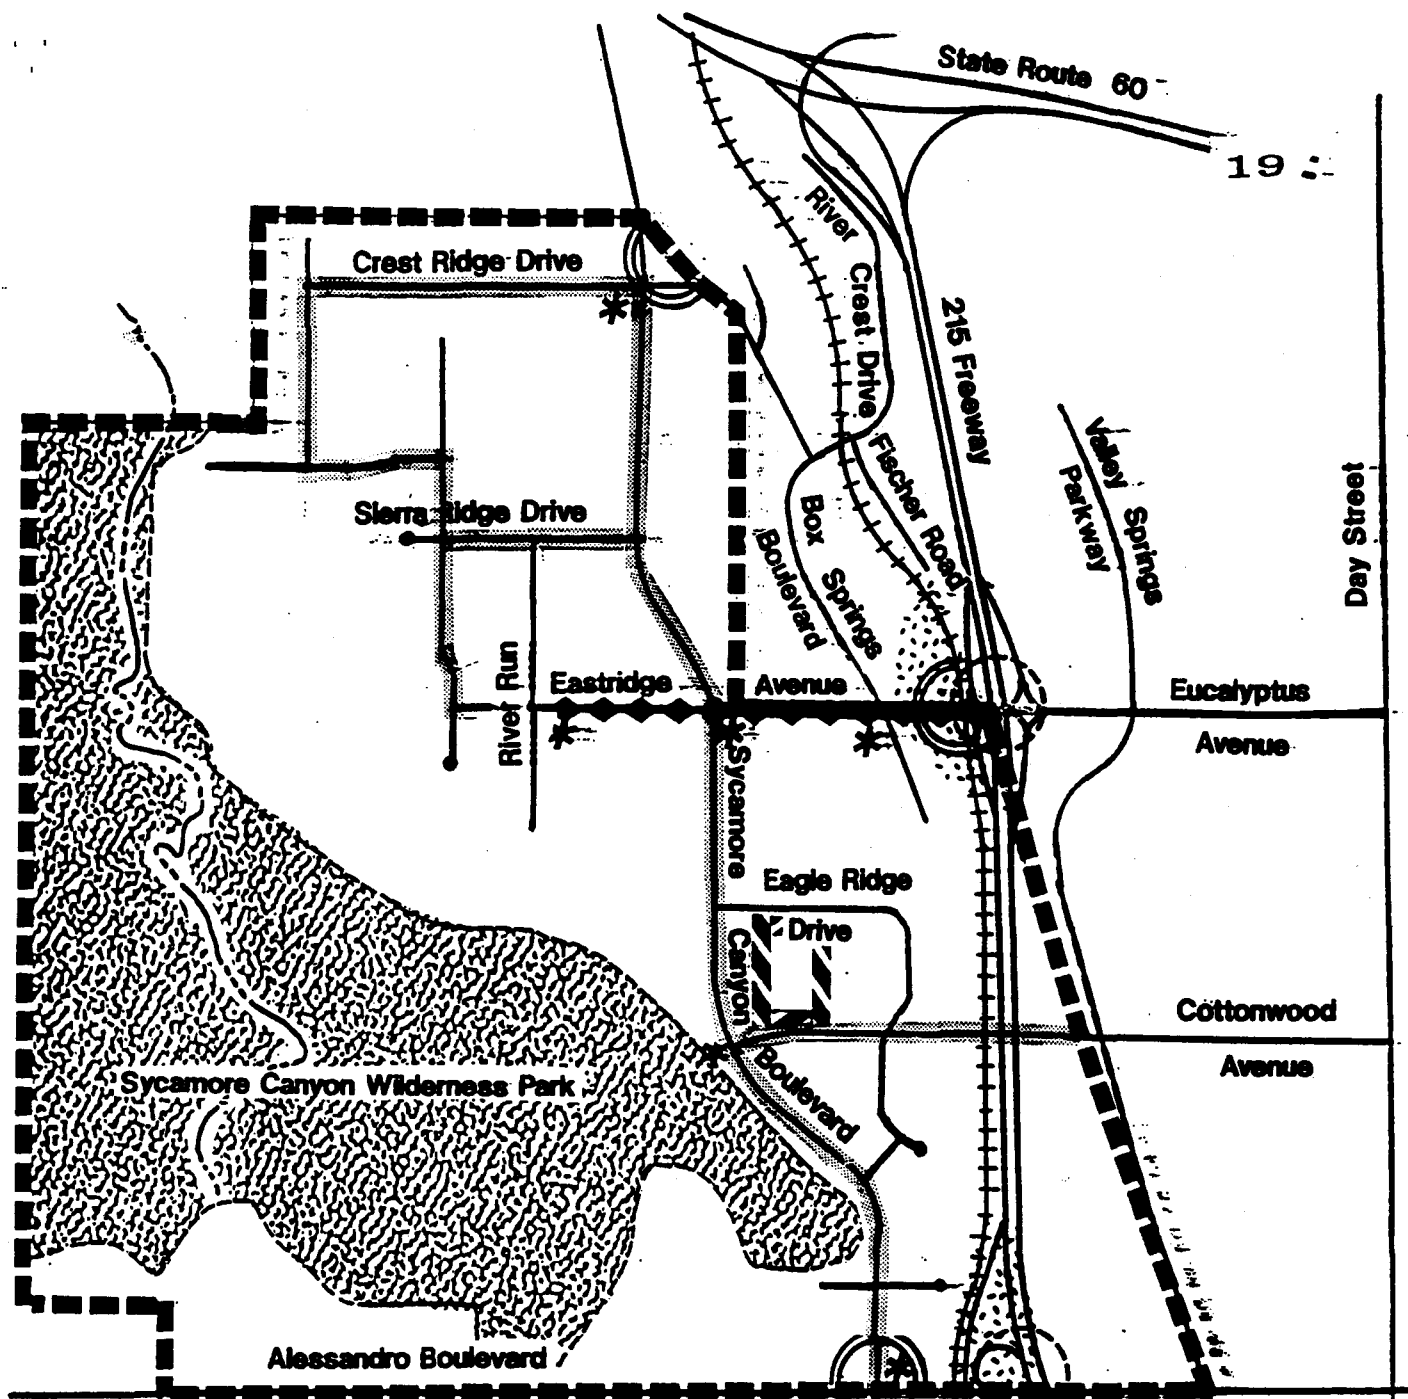 State Route 60
19
River
Crest Drive
Crest Ridge Drive
215 Freeway
Valley Springs
Parkway
Fischer Road
Day Street
Box Springs
Boulevard
Sierra Ridge Drive
River Run
Eastridge Avenue
Eucalyptus
Avenue
Sycamore
Canyon
Boulevard
Eagle Ridge
Drive
Cottonwood
Avenue
Sycamore Canyon Wilderness Park
Alessandro Boulevard